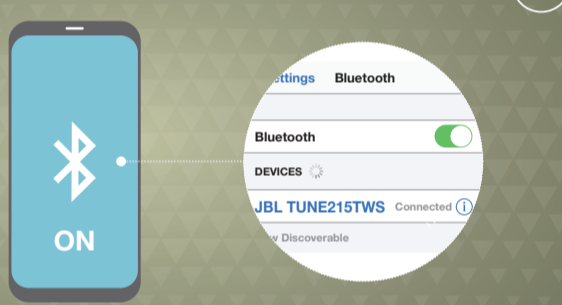 ON
ettings Bluetooth
Bluetooth
DEVICES
JBL TUNE215TWS Connected i
w Discoverable